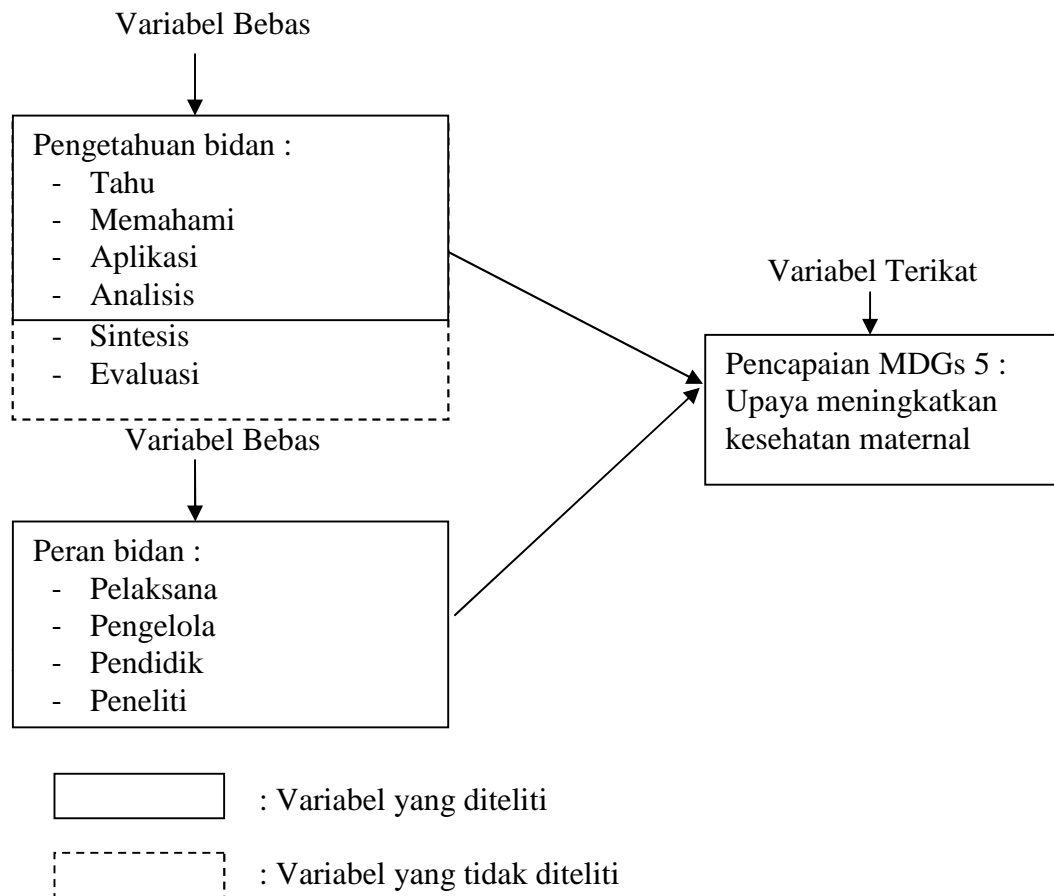 Variabel Bebas
Pengetahuan bidan :
- Tahu
- Memahami
- Aplikasi
- Analisis
- Sintesis
- Evaluasi
Variabel Bebas
Peran bidan :
- Pelaksana
- Pengelola
- Pendidik
- Peneliti
Variabel Terikat
Pencapaian MDGs 5 :
Upaya meningkatkan
kesehatan maternal
: Variabel yang diteliti
: Variabel yang tidak diteliti